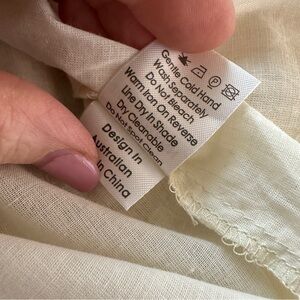 Gentle Cold Hand
Wash Separately
Do Not Bleach
Warm Iron On Reverse
Line Dry In Shade
Dry Cleanable
Do Not Spot Clean
Design In
Australian
in China